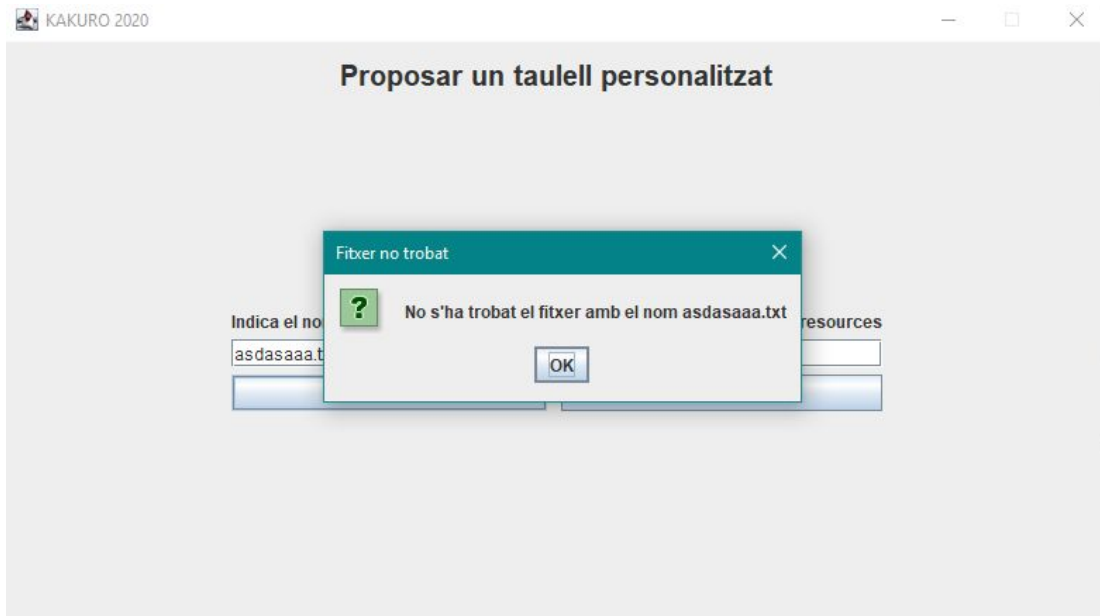 KAKURO 2020
Proposar un taulell personalitzat
Fitxer no trobat
No s'ha trobat el fitxer amb el nom asdasaaa.txt
Indica el
resources
asdasaaa.t
OK